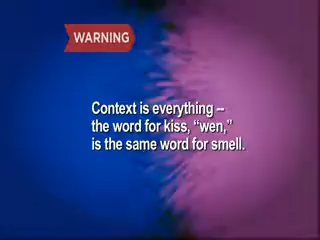 WARNING
Context is everything --
the word for kiss, “wen,”
is the same word for smell.